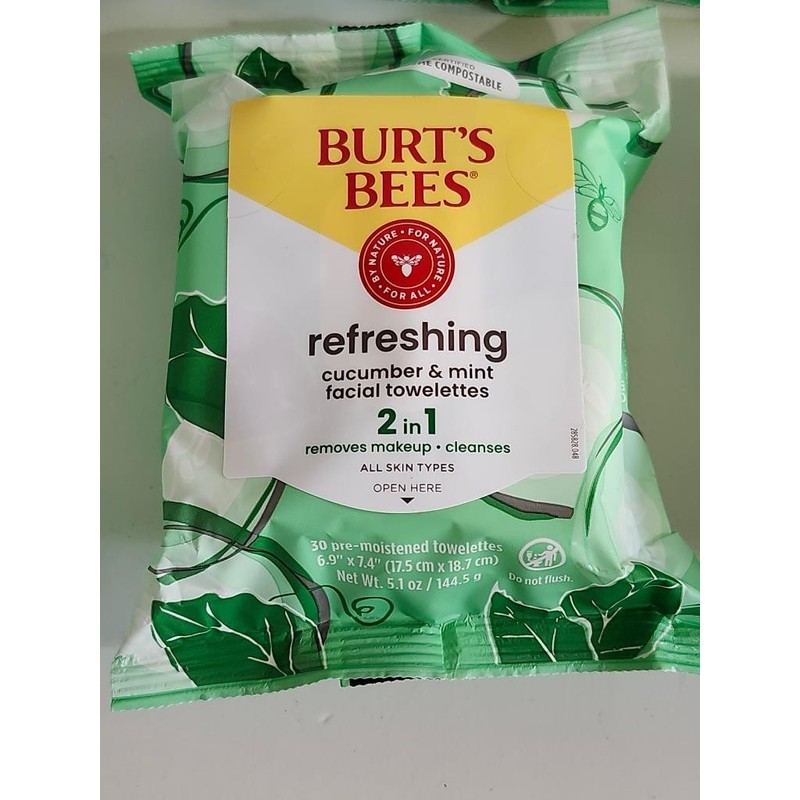 COMPOSTABLE
BURT'S
BEES®
BY NATURE • FOR NATURE • FOR ALL •
refreshing
cucumber & mint
facial towelettes
2 in 1
removes makeup • cleanses
ALL SKIN TYPES
OPEN HERE
30 pre-moistened towelettes
6.9" x 7.4" (17.5 cm x 18.7 cm)
Net Wt. 5.1 oz / 144.5 g
Do not flush.